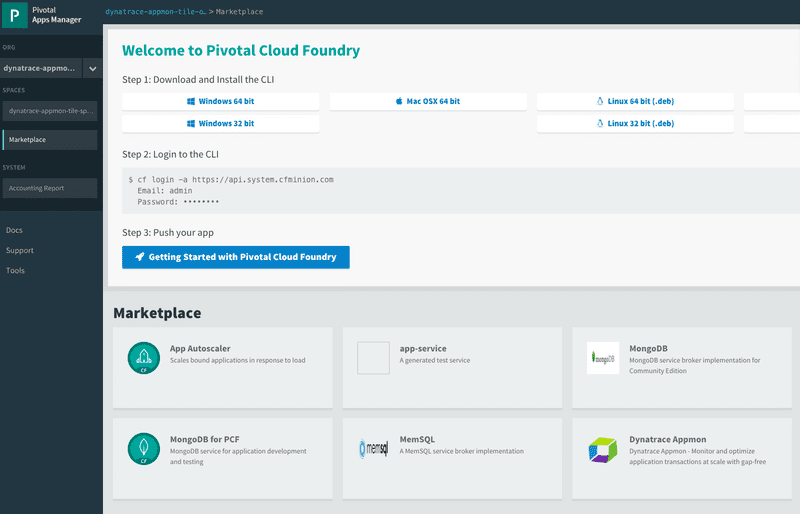 P
Pivotal
Apps Manager
dynatrace-appmon-tile-o... > Marketplace
ORG
dynatrace-appmo...
SPACES
dynatrace-appmon-tile-sp...
Marketplace
SYSTEM
Accounting Report
Docs
Support
Tools
Welcome to Pivotal Cloud Foundry
Step 1: Download and Install the CLI
Windows 64 bit
Mac OSX 64 bit
Linux 64 bit (.deb)
Windows 32 bit
Linux 32 bit (.deb)
Step 2: Login to the CLI
$ cf login -a https://api.system.cfminion.com
Email: admin
Password: ••••••••
Step 3: Push your app
Getting Started with Pivotal Cloud Foundry
Marketplace
CF
App Autoscaler
Scales bound applications in response to load
app-service
A generated test service
mongoDB
MongoDB
MongoDB service broker implementation for
Community Edition
CF
MongoDB for PCF
MongoDB service for application development
and testing
memsql
MemSQL
A MemSQL service broker implementation
Dynatrace Appmon
Dynatrace Appmon - Monitor and optimize
application transactions at scale with gap-free